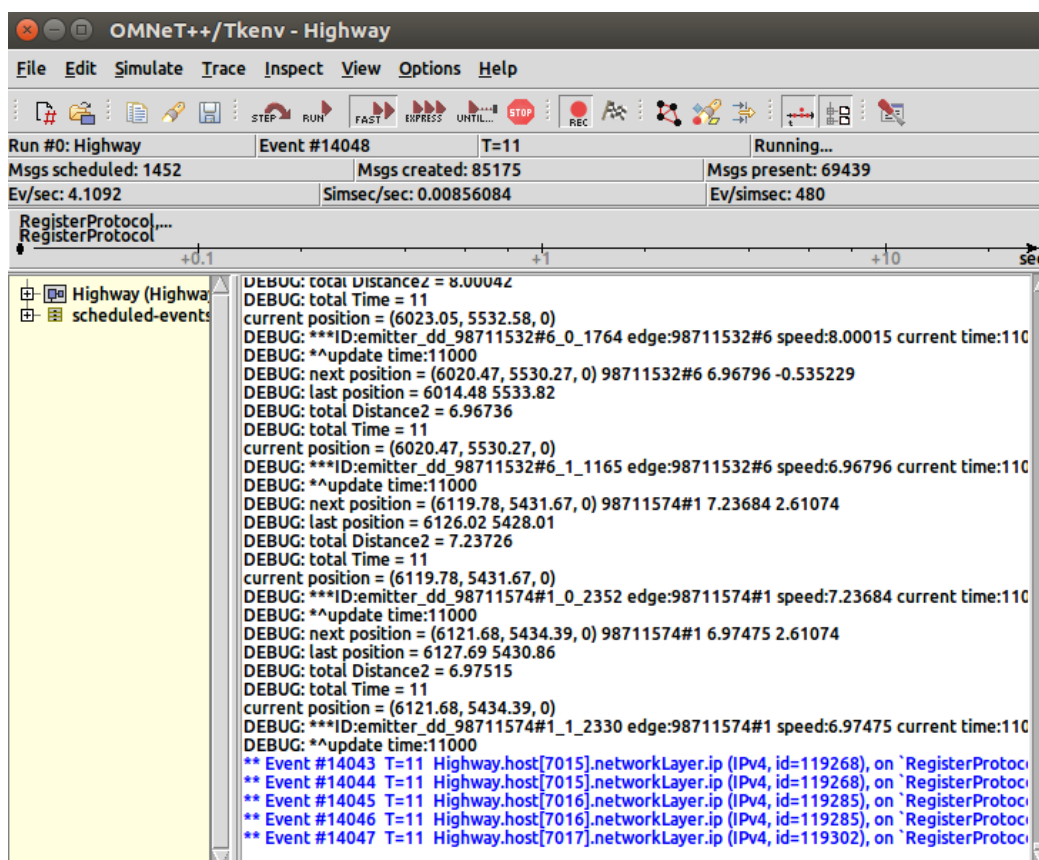 OMNeT++/Tkenv - Highway
File Edit Simulate Trace Inspect View Options Help
STEP RUN FAST EXPRESS UNTIL... STOP REC
Run #0: Highway Event #14048 T=11 Running...
Msgs scheduled: 1452 Msgs created: 85175 Msgs present: 69439
Ev/sec: 4.1092 Simsec/sec: 0.00856084 Ev/simsec: 480
RegisterProtocol,...
RegisterProtocol
+0.1 +1 +10 sec
Highway (Highway
scheduled-events
DEBUG: total Distance2 = 8.00042
DEBUG: total Time = 11
current position = (6023.05, 5532.58, 0)
DEBUG: ***ID:emitter_dd_98711532#6_0_1764 edge:98711532#6 speed:8.00015 current time:110
DEBUG: *^update time:11000
DEBUG: next position = (6020.47, 5530.27, 0) 98711532#6 6.96796 -0.535229
DEBUG: last position = 6014.48 5533.82
DEBUG: total Distance2 = 6.96736
DEBUG: total Time = 11
current position = (6020.47, 5530.27, 0)
DEBUG: ***ID:emitter_dd_98711532#6_1_1165 edge:98711532#6 speed:6.96796 current time:110
DEBUG: *^update time:11000
DEBUG: next position = (6119.78, 5431.67, 0) 98711574#1 7.23684 2.61074
DEBUG: last position = 6126.02 5428.01
DEBUG: total Distance2 = 7.23726
DEBUG: total Time = 11
current position = (6119.78, 5431.67, 0)
DEBUG: ***ID:emitter_dd_98711574#1_0_2352 edge:98711574#1 speed:7.23684 current time:110
DEBUG: *^update time:11000
DEBUG: next position = (6121.68, 5434.39, 0) 98711574#1 6.97475 2.61074
DEBUG: last position = 6127.69 5430.86
DEBUG: total Distance2 = 6.97515
DEBUG: total Time = 11
current position = (6121.68, 5434.39, 0)
DEBUG: ***ID:emitter_dd_98711574#1_1_2330 edge:98711574#1 speed:6.97475 current time:110
DEBUG: *^update time:11000
** Event #14043 T=11 Highway.host[7015].networkLayer.ip (IPv4, id=119268), on `RegisterProtoco
** Event #14044 T=11 Highway.host[7015].networkLayer.ip (IPv4, id=119268), on `RegisterProtoco
** Event #14045 T=11 Highway.host[7016].networkLayer.ip (IPv4, id=119285), on `RegisterProtoco
** Event #14046 T=11 Highway.host[7016].networkLayer.ip (IPv4, id=119285), on `RegisterProtoco
** Event #14047 T=11 Highway.host[7017].networkLayer.ip (IPv4, id=119302), on `RegisterProtoco